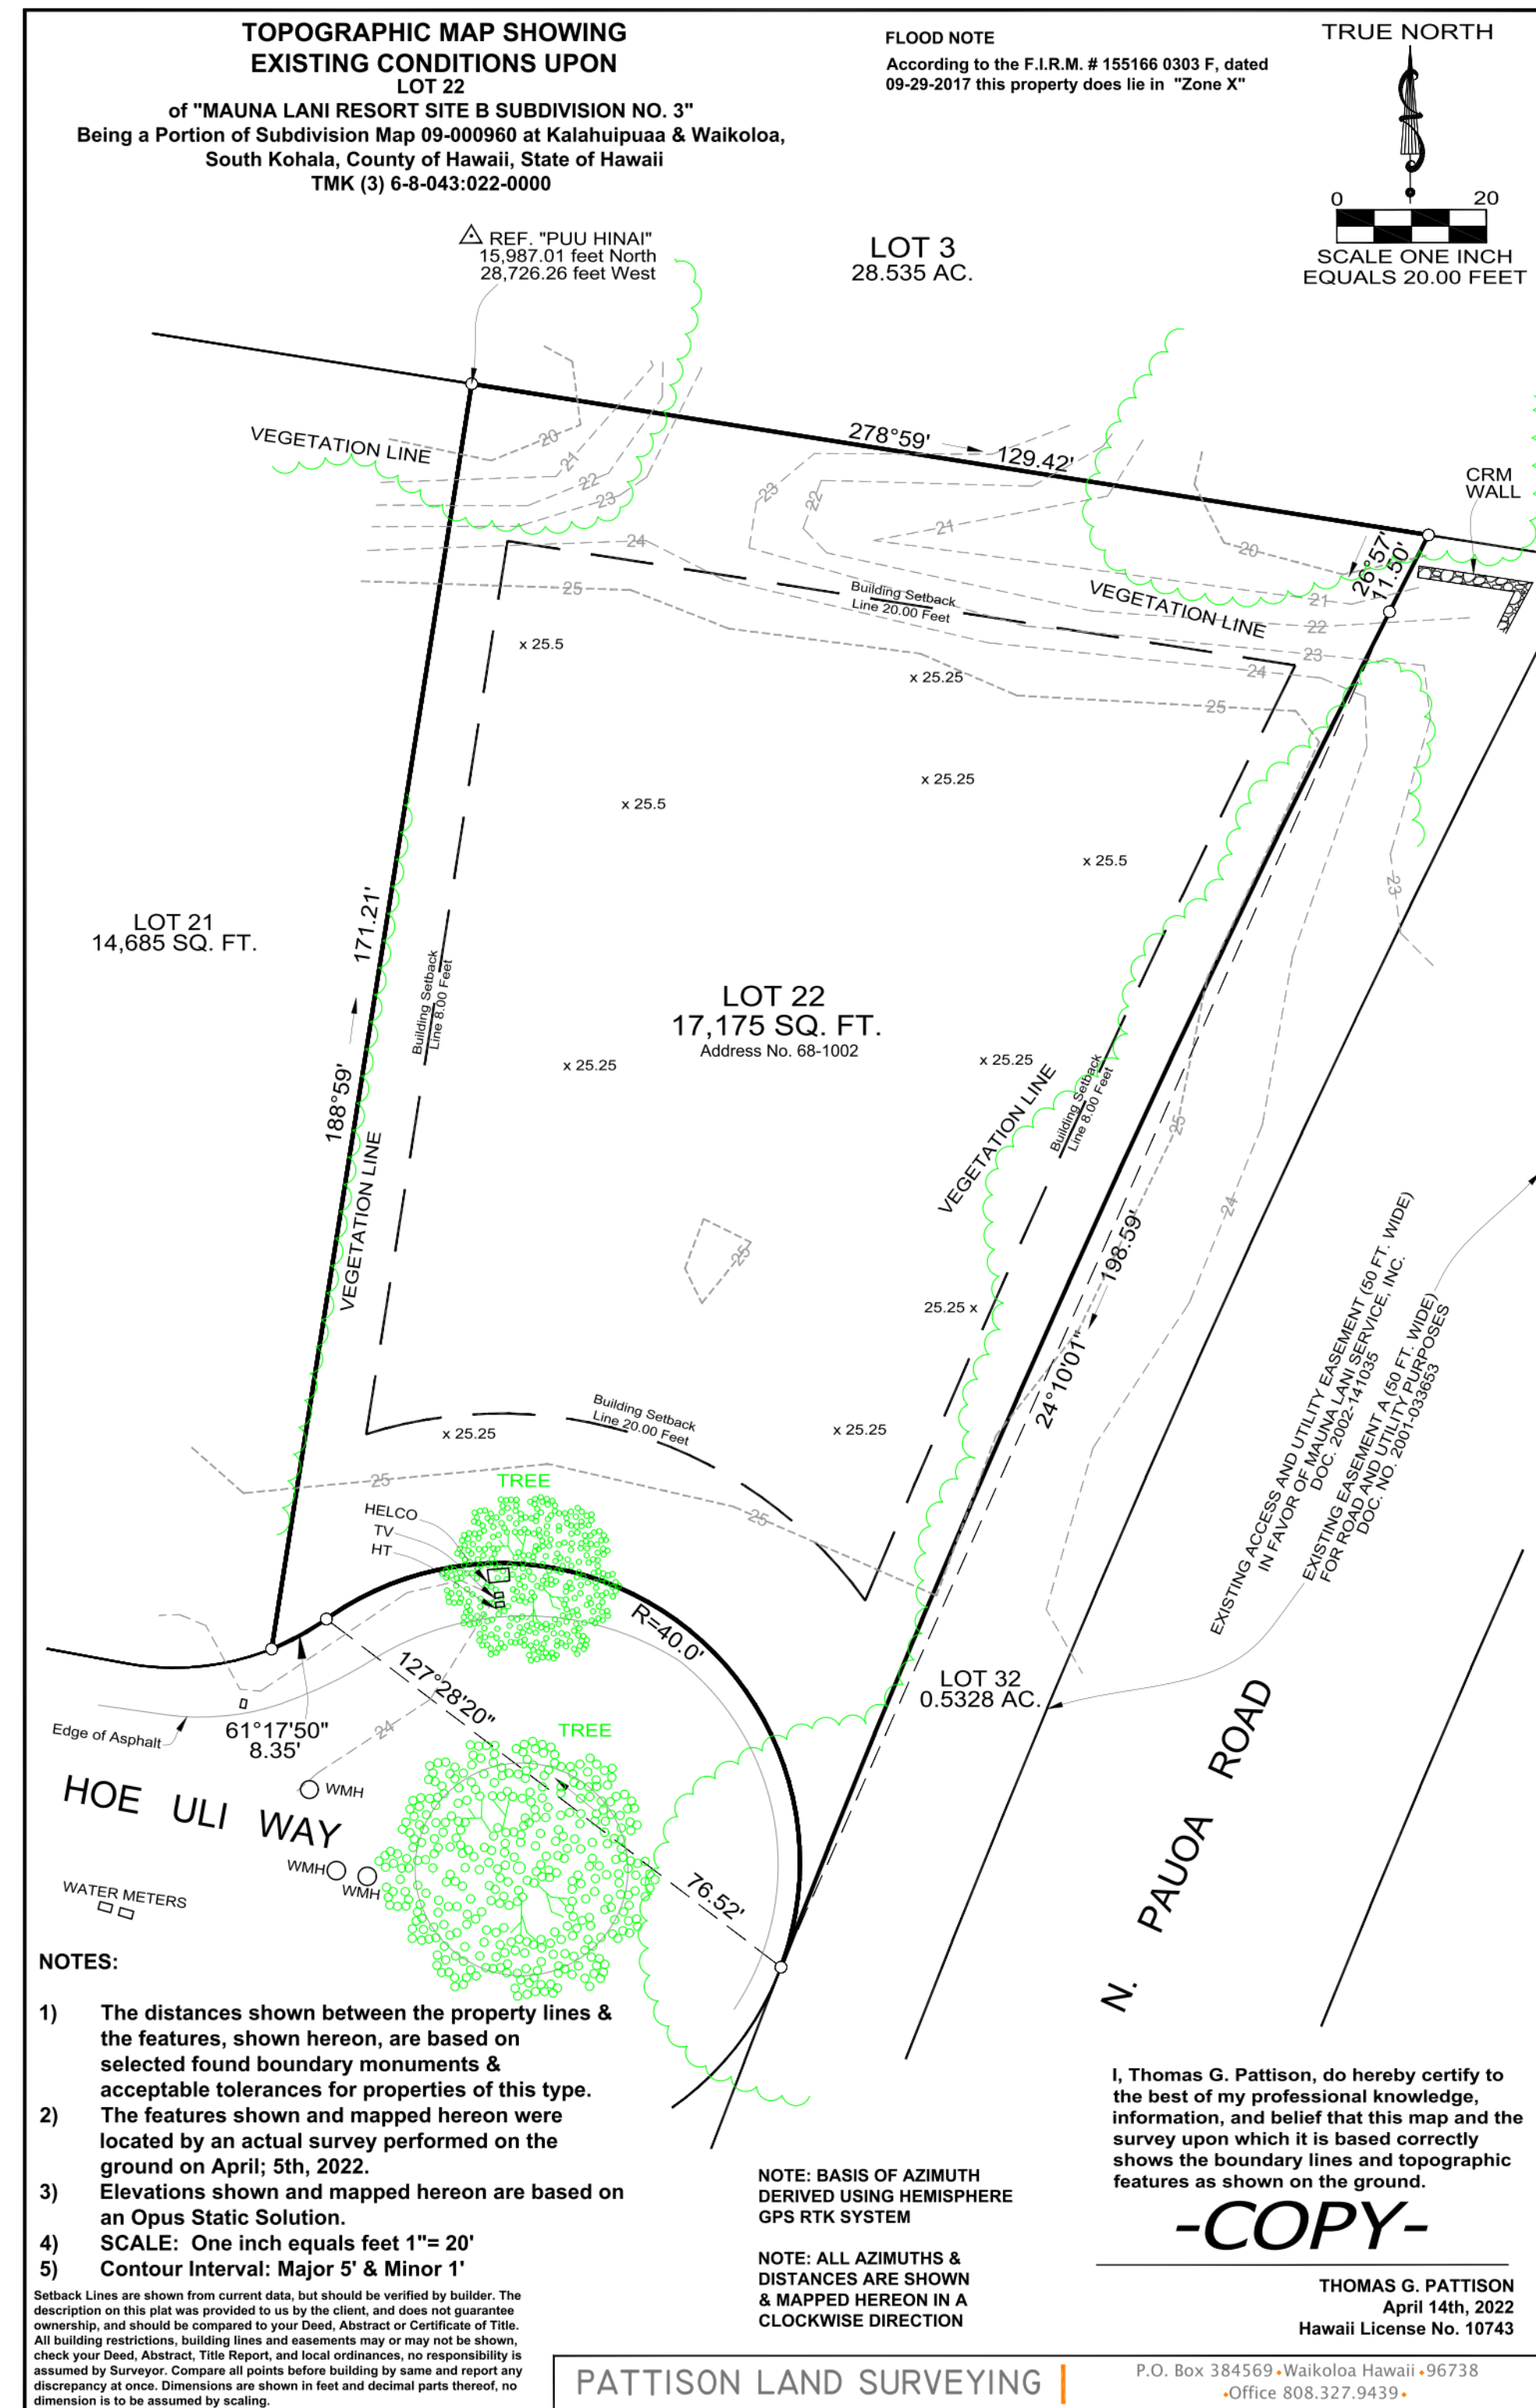 TOPOGRAPHIC MAP SHOWING
EXISTING CONDITIONS UPON
LOT 22
of "MAUNA LANI RESORT SITE B SUBDIVISION NO. 3"
Being a Portion of Subdivision Map 09-000960 at Kalahuipuaa & Waikoloa,
South Kohala, County of Hawaii, State of Hawaii
TMK (3) 6-8-043:022-0000
FLOOD NOTE
According to the F.I.R.M. # 155166 0303 F, dated
09-29-2017 this property does lie in "Zone X"
TRUE NORTH
0 20
SCALE ONE INCH
EQUALS 20.00 FEET
REF. "PUU HINAI"
15,987.01 feet North
28,726.26 feet West
LOT 3
28.535 AC.
VEGETATION LINE
278°59'
129.42'
CRM
WALL
20
21
22
23
24
25
23
22
21
20
26°57'
11.50'
VEGETATION LINE
21
22
23
24
25
Building Setback
Line 20.00 Feet
x 25.5
x 25.25
x 25.25
x 25.5
x 25.5
23
LOT 21
14,685 SQ. FT.
171.21'
188°59'
Building Setback
Line 8.00 Feet
VEGETATION LINE
LOT 22
17,175 SQ. FT.
Address No. 68-1002
x 25.25
x 25.25
VEGETATION LINE
Building Setback
Line 8.00 Feet
25
24
25
198.59'
24°10'01"
25.25 x
EXISTING ACCESS AND UTILITY EASEMENT (50 FT. WIDE)
IN FAVOR OF MAUNA LANI SERVICE, INC.
DOC. 2002-141035
EXISTING EASEMENT A (50 FT. WIDE)
FOR ROAD AND UTILITY PURPOSES
DOC. NO. 2001-033653
Building Setback
Line 20.00 Feet
x 25.25
x 25.25
25
25
TREE
HELCO
TV
HT
R=40.0'
LOT 32
0.5328 AC.
127°28'20"
76.52'
24
61°17'50"
8.35'
Edge of Asphalt
TREE
HOE ULI WAY
WMH
WMH
WMH
WATER METERS
N. PAUOA ROAD
NOTES:
1) The distances shown between the property lines &
the features, shown hereon, are based on
selected found boundary monuments &
acceptable tolerances for properties of this type.
2) The features shown and mapped hereon were
located by an actual survey performed on the
ground on April; 5th, 2022.
3) Elevations shown and mapped hereon are based on
an Opus Static Solution.
4) SCALE: One inch equals feet 1"= 20'
5) Contour Interval: Major 5' & Minor 1'
Setback Lines are shown from current data, but should be verified by builder. The
description on this plat was provided to us by the client, and does not guarantee
ownership, and should be compared to your Deed, Abstract or Certificate of Title.
All building restrictions, building lines and easements may or may not be shown,
check your Deed, Abstract, Title Report, and local ordinances, no responsibility is
assumed by Surveyor. Compare all points before building by same and report any
discrepancy at once. Dimensions are shown in feet and decimal parts thereof, no
dimension is to be assumed by scaling.
NOTE: BASIS OF AZIMUTH
DERIVED USING HEMISPHERE
GPS RTK SYSTEM
NOTE: ALL AZIMUTHS &
DISTANCES ARE SHOWN
& MAPPED HEREON IN A
CLOCKWISE DIRECTION
I, Thomas G. Pattison, do hereby certify to
the best of my professional knowledge,
information, and belief that this map and the
survey upon which it is based correctly
shows the boundary lines and topographic
features as shown on the ground.
-COPY-
THOMAS G. PATTISON
April 14th, 2022
Hawaii License No. 10743
PATTISON LAND SURVEYING
P.O. Box 384569 • Waikoloa Hawaii • 96738
• Office 808.327.9439 •